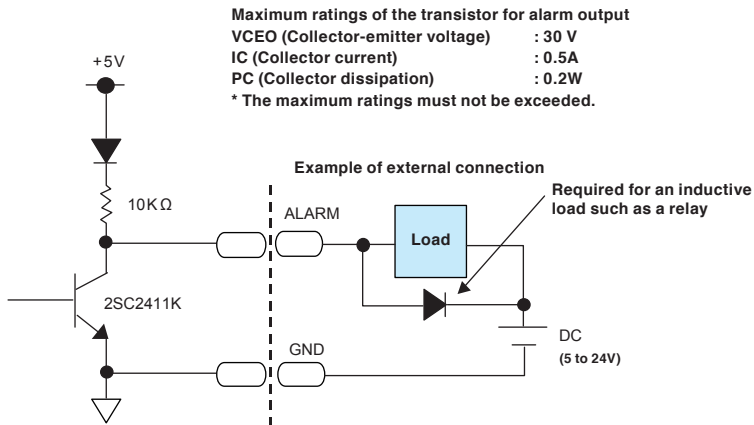 Maximum ratings of the transistor for alarm output
VCEO (Collector-emitter voltage) : 30 V
IC (Collector current) : 0.5A
PC (Collector dissipation) : 0.2W
* The maximum ratings must not be exceeded.
+5V
Example of external connection
Required for an inductive
load such as a relay
10KΩ
ALARM
Load
2SC2411K
GND
DC
(5 to 24V)